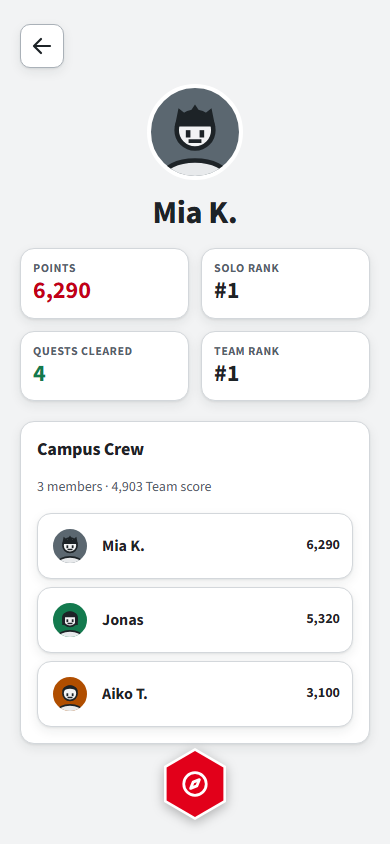 Mia K.
POINTS
6,290
SOLO RANK
#1
QUESTS CLEARED
4
TEAM RANK
#1
Campus Crew
3 members · 4,903 Team score
Mia K.
6,290
Jonas
5,320
Aiko T.
3,100